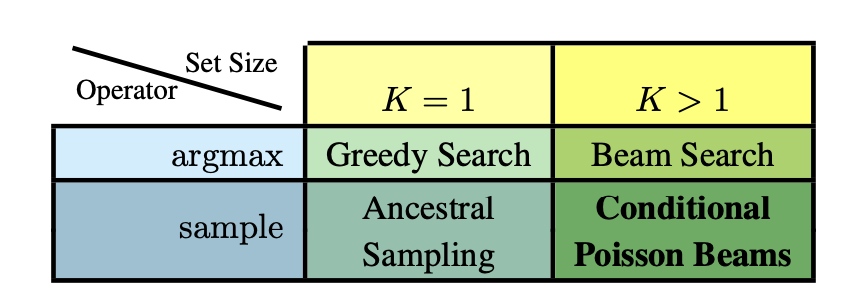 Set Size
Operator
K = 1
K > 1
argmax
Greedy Search
Beam Search
sample
Ancestral
Sampling
Conditional
Poisson Beams